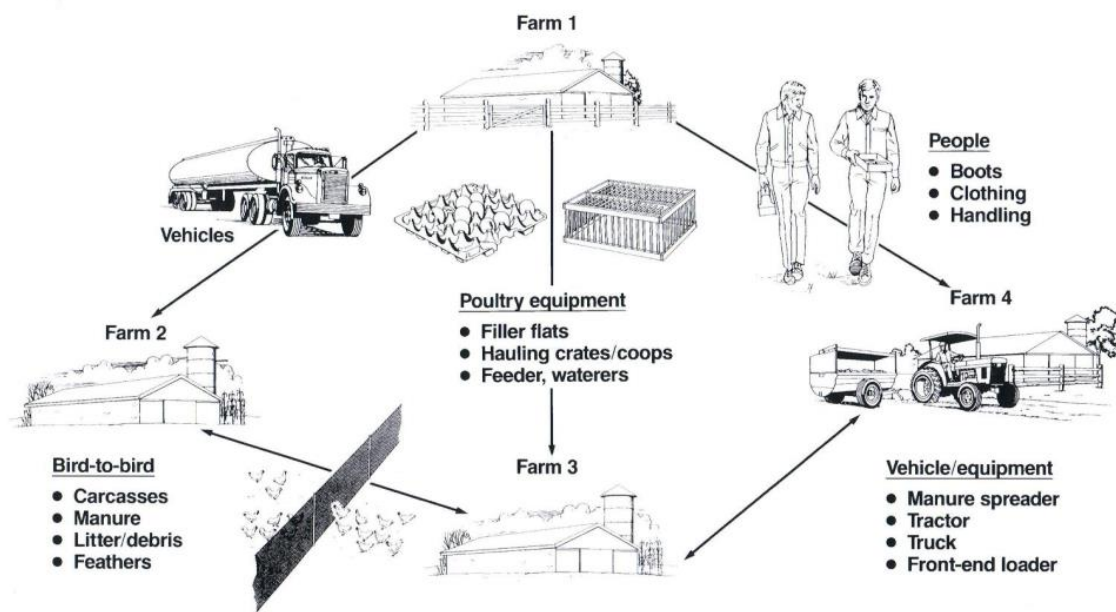 Farm 1
Vehicles
People
● Boots
● Clothing
● Handling
Poultry equipment
● Filler flats
● Hauling crates/coops
● Feeder, waterers
Farm 2
Farm 4
Bird-to-bird
● Carcasses
● Manure
● Litter/debris
● Feathers
Farm 3
Vehicle/equipment
● Manure spreader
● Tractor
● Truck
● Front-end loader